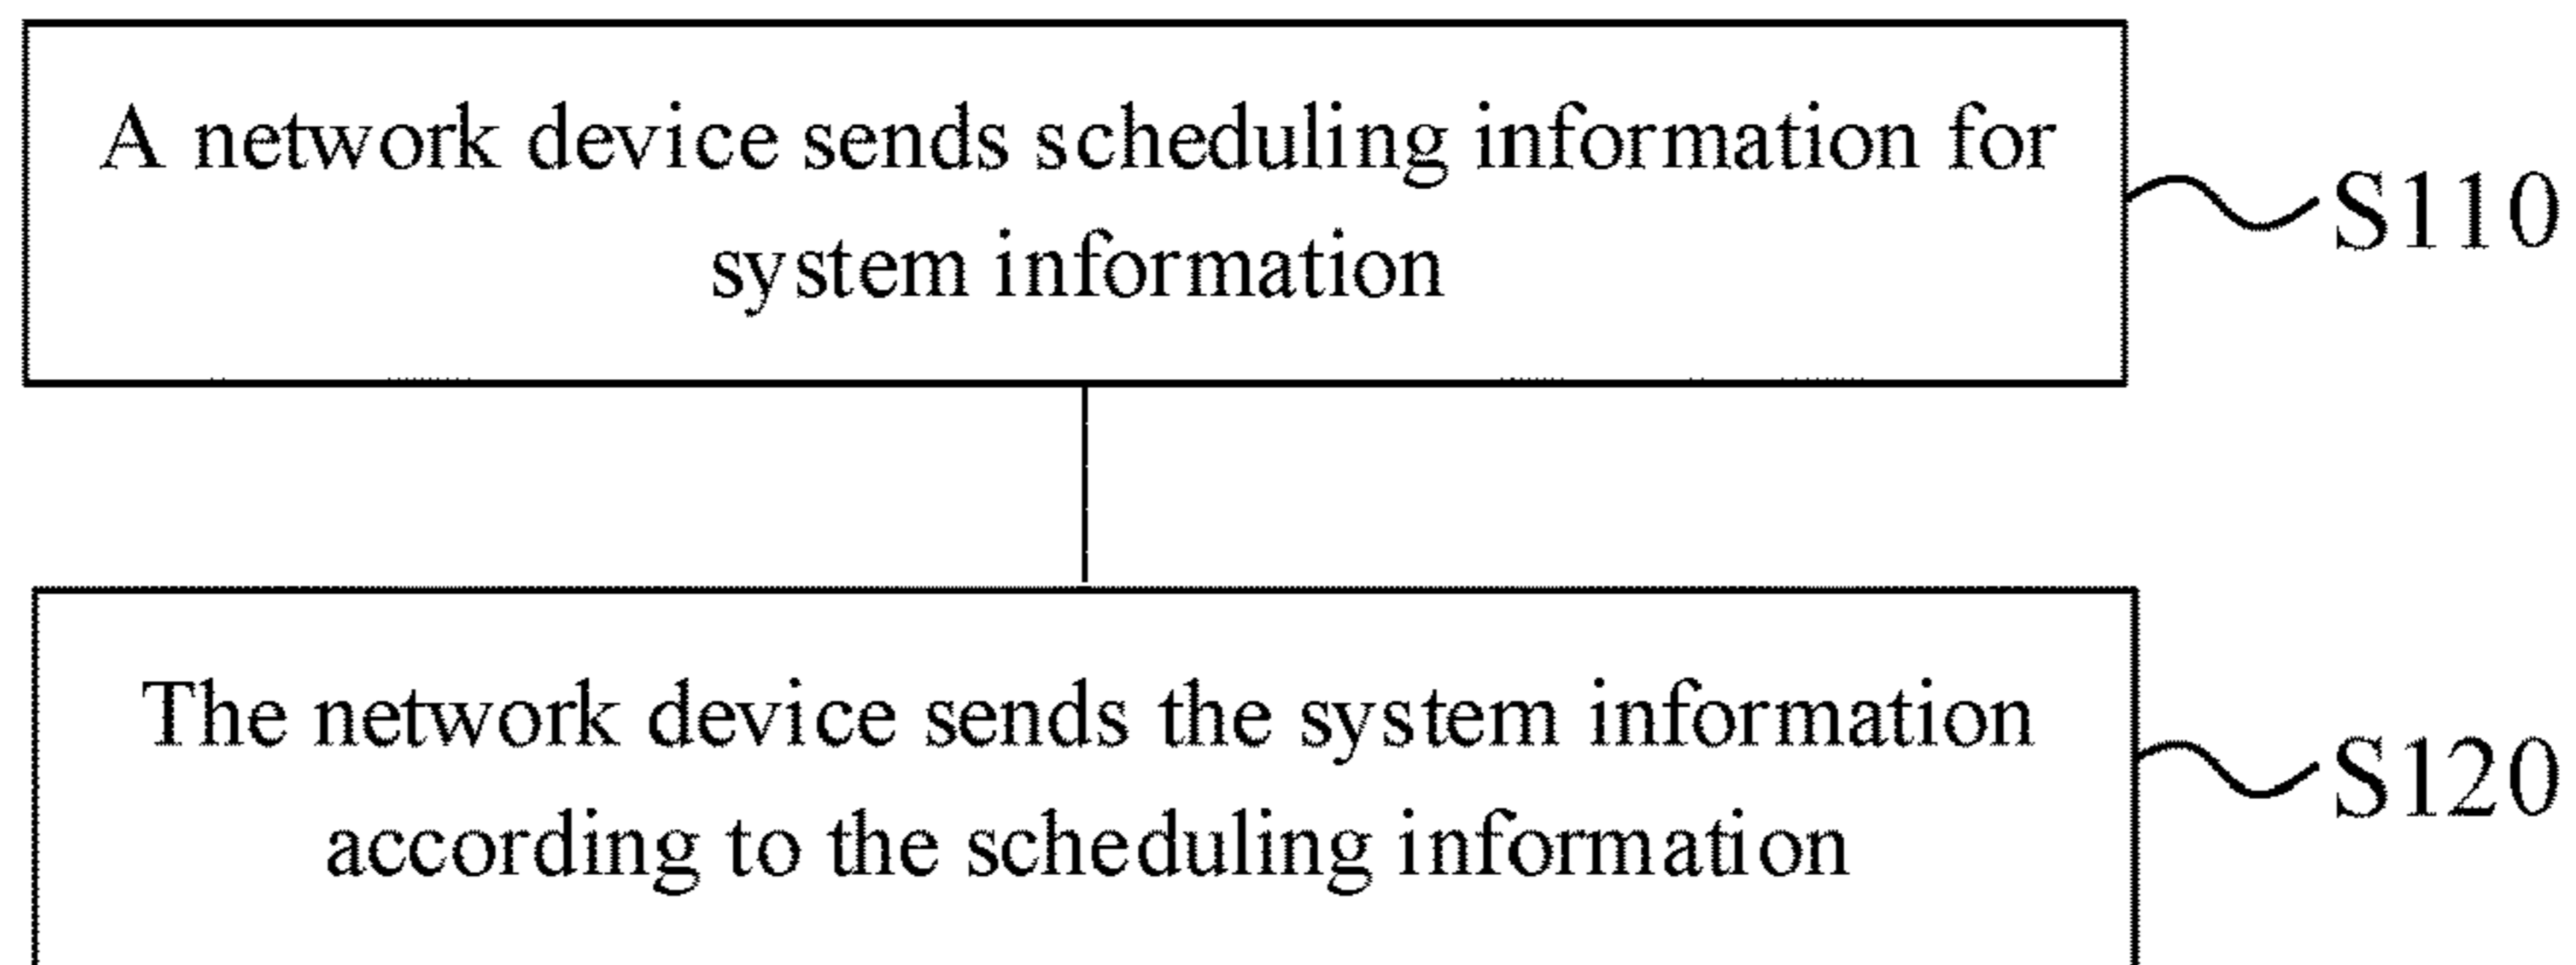 A network device sends scheduling information for
system information
S110
The network device sends the system information
according to the scheduling information
S120